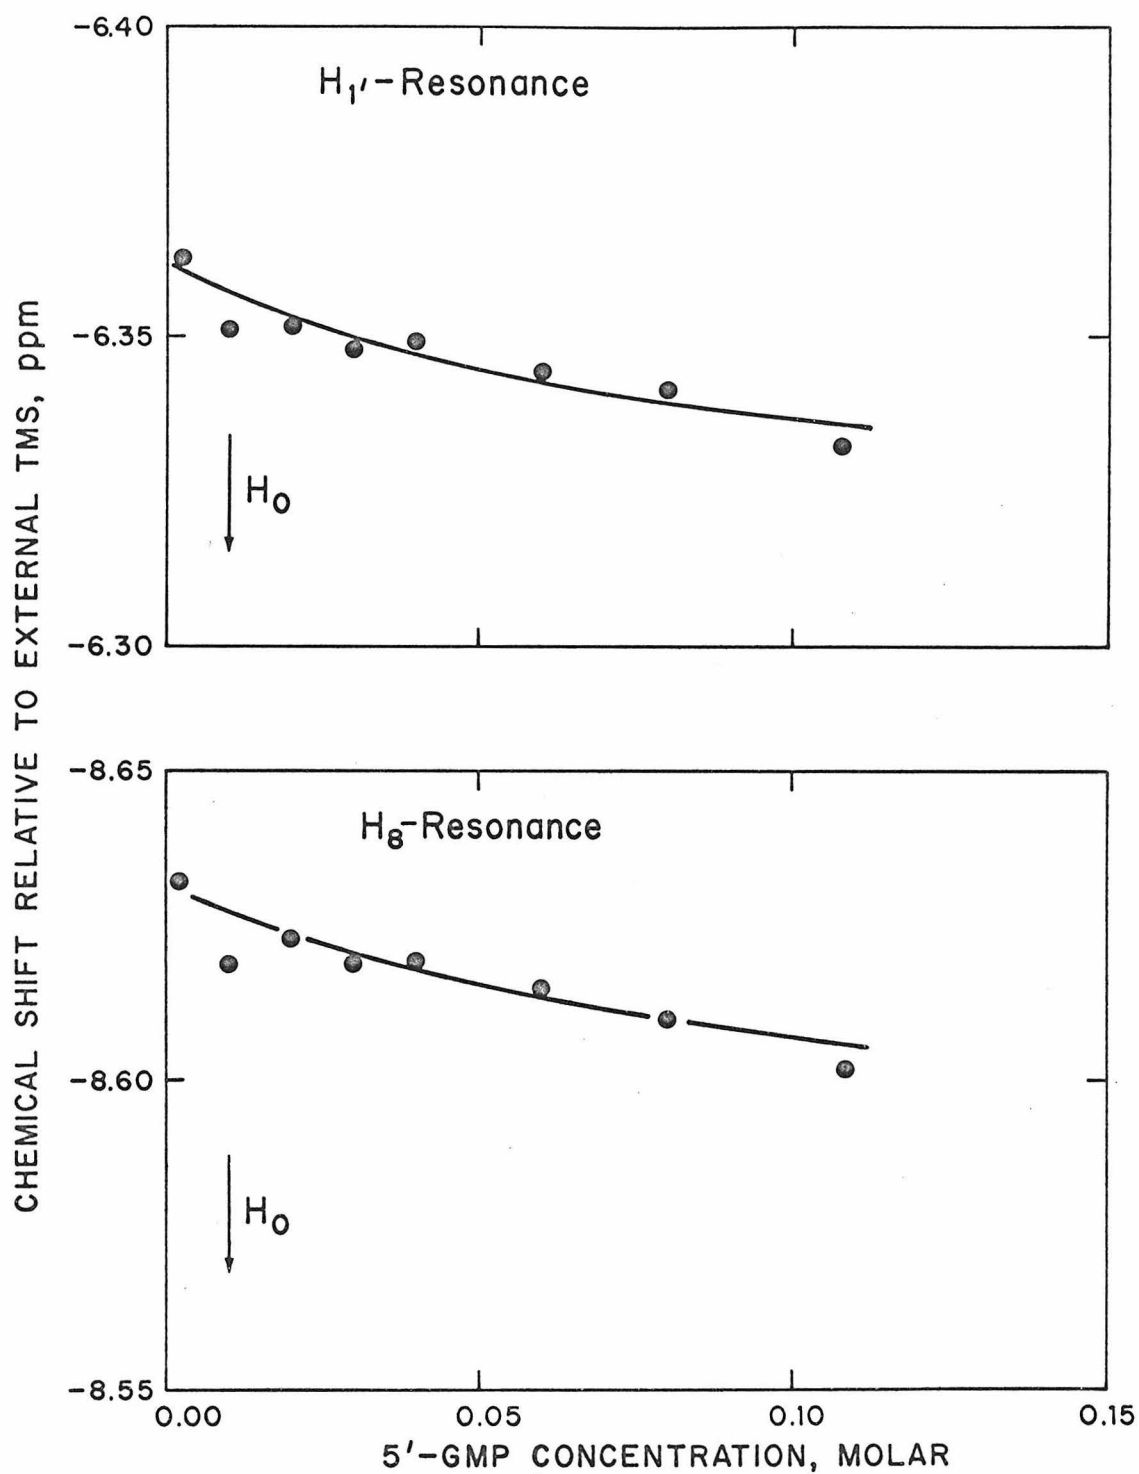 CHEMICAL SHIFT RELATIVE TO EXTERNAL TMS, ppm
-6.40
H1'-Resonance
-6.35
H0
-6.30
-8.65
H8-Resonance
-8.60
H0
-8.55
0.00 0.05 0.10 0.15
5'-GMP CONCENTRATION, MOLAR